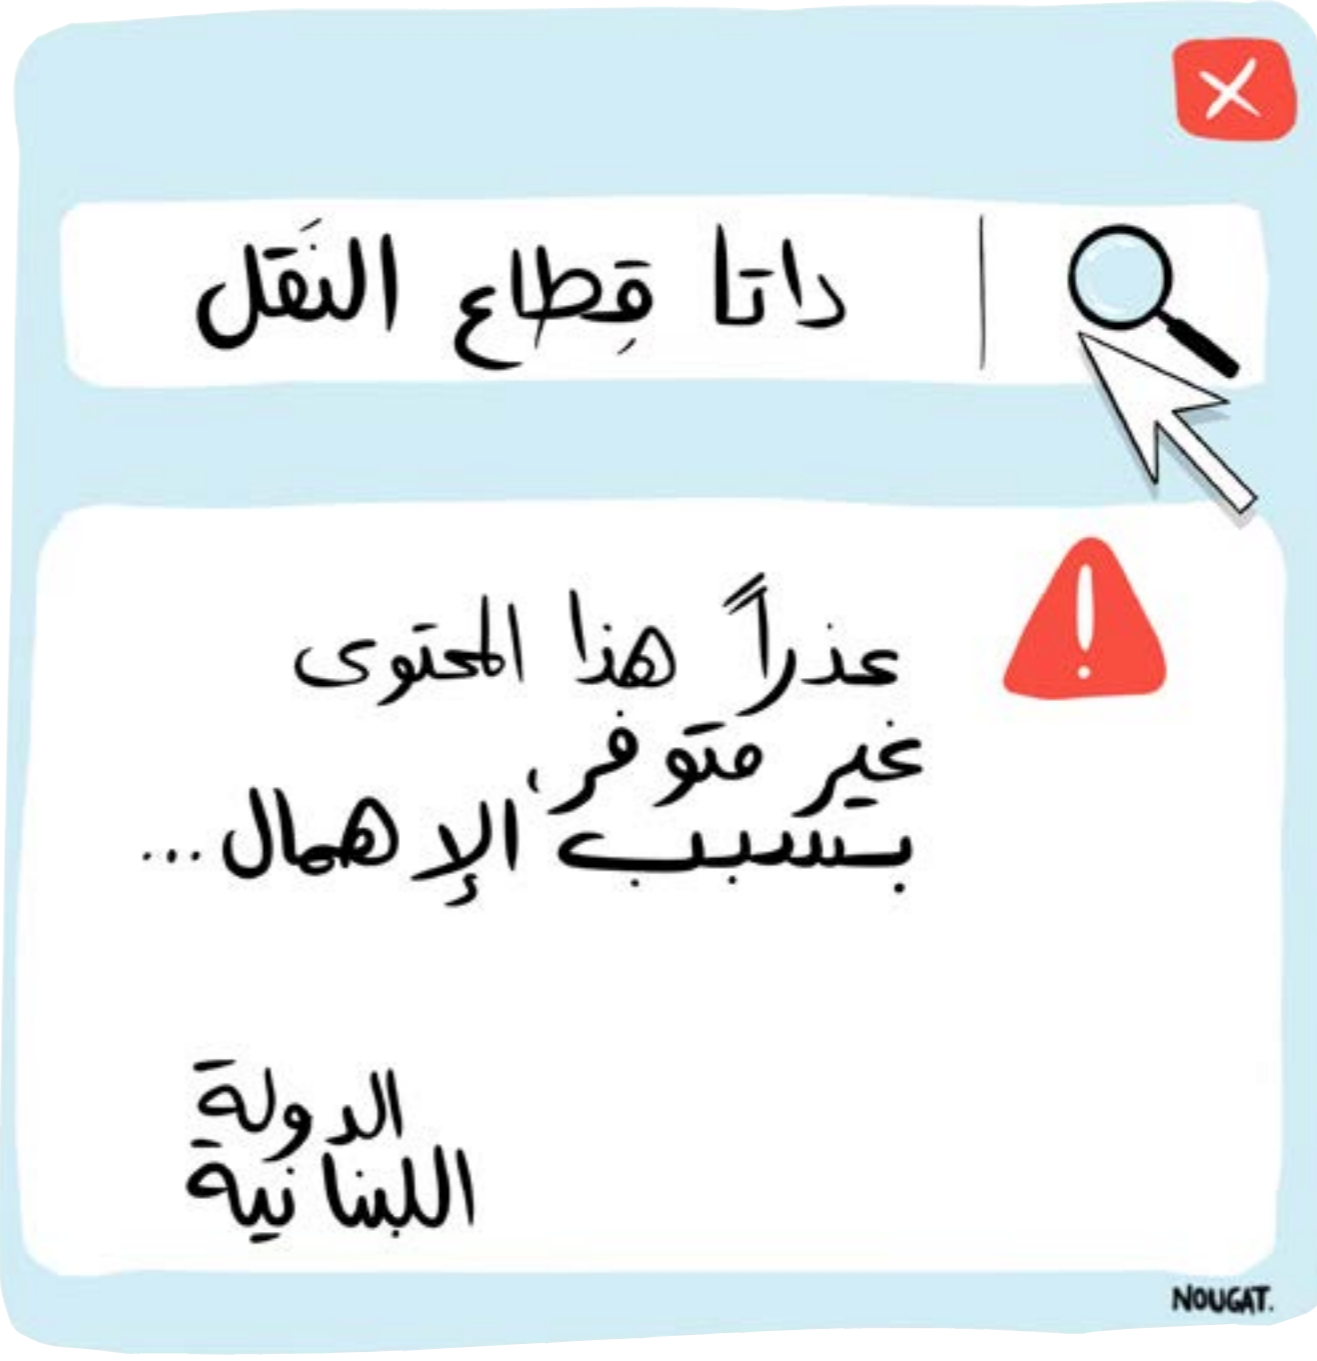 داتا قِطاع النَقل
عذراً هذا المحتوى
غير متوفر،
بسبب الإهمال...
الدولة
اللبنانية
NOUGAT.